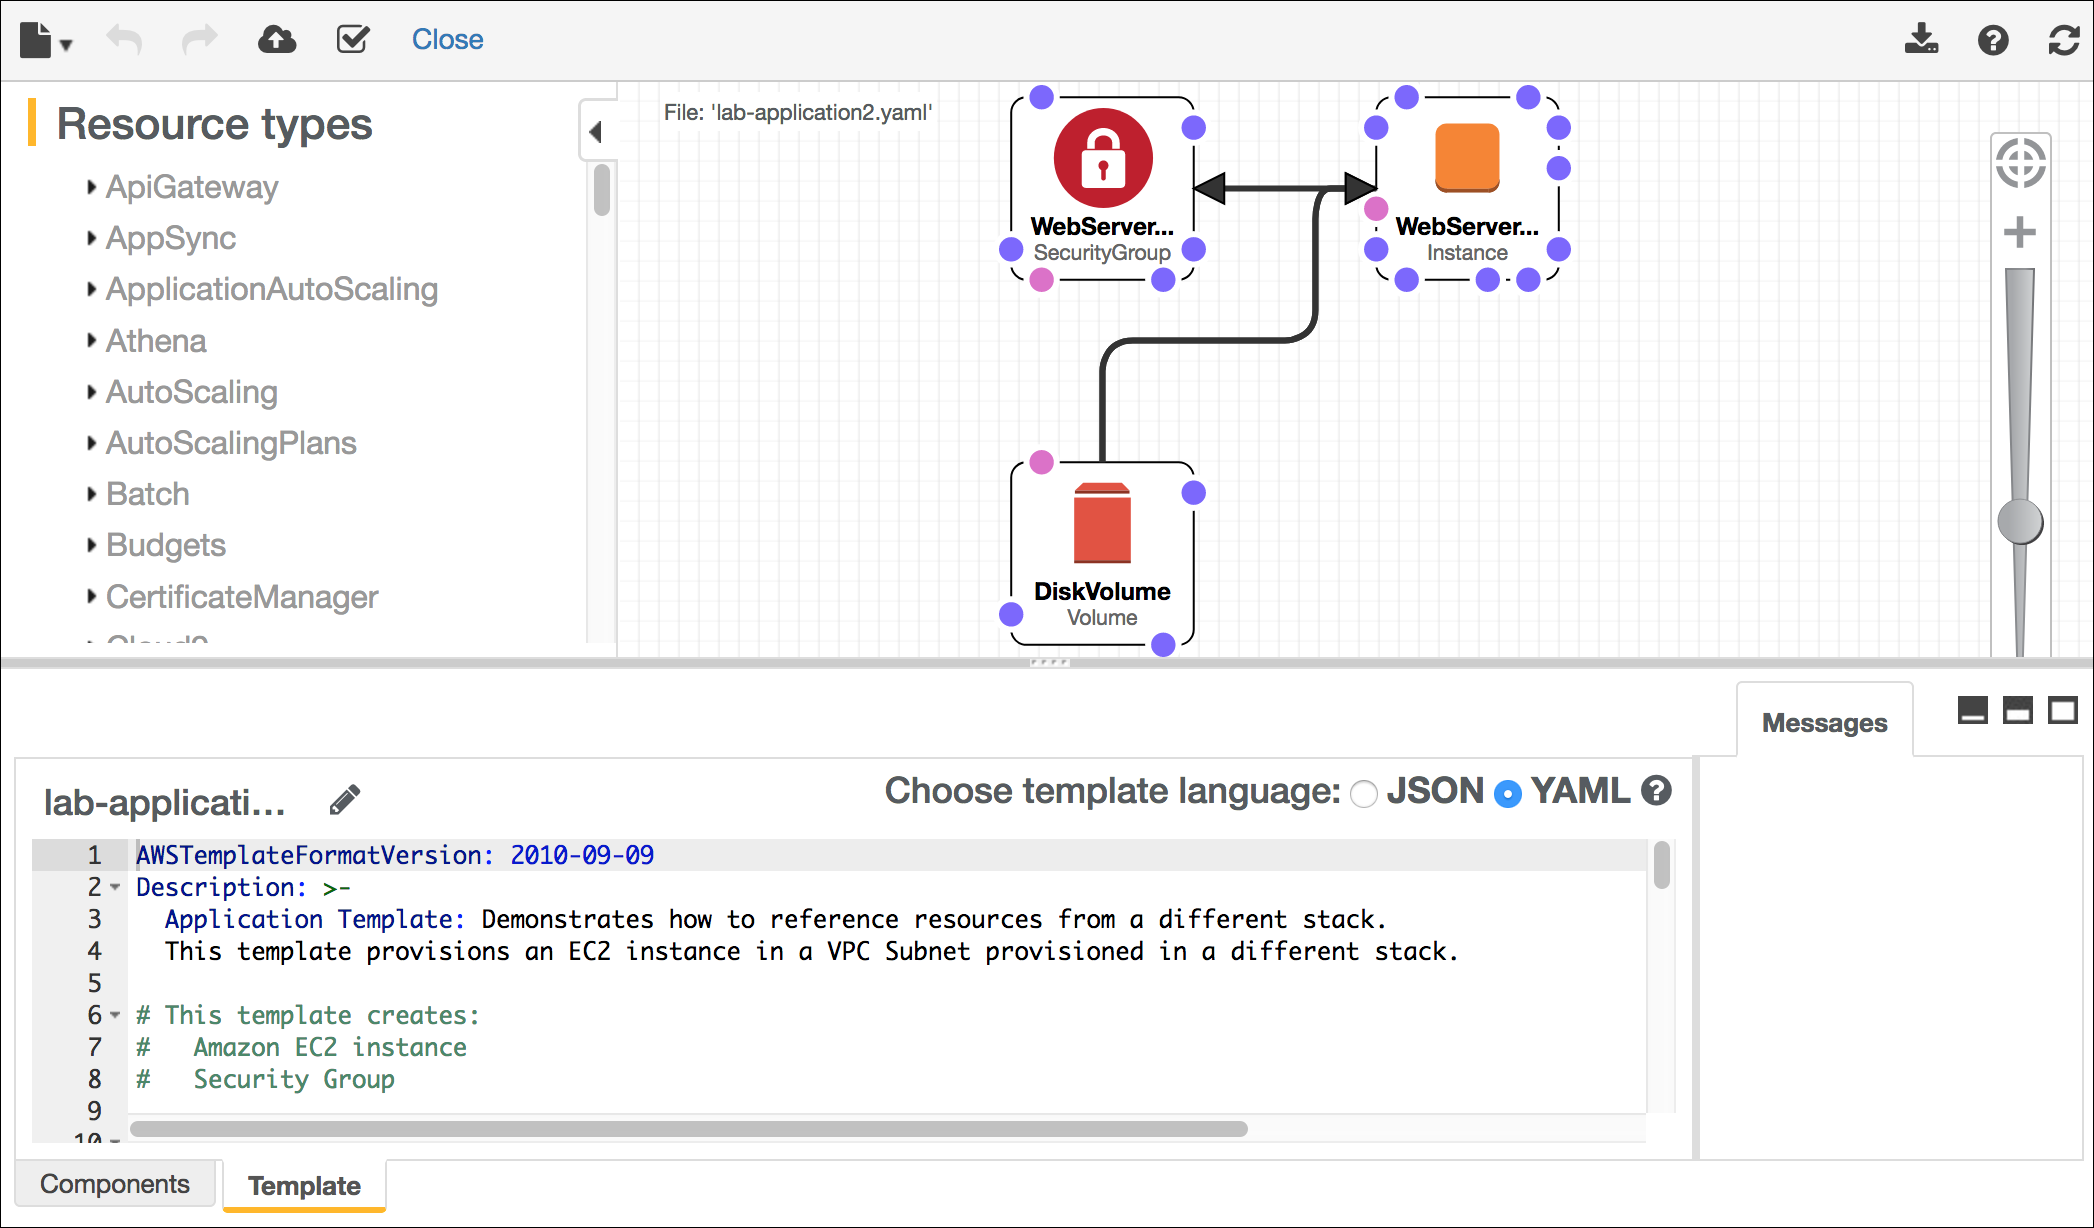 Close
Resource types
ApiGateway
AppSync
ApplicationAutoScaling
Athena
AutoScaling
AutoScalingPlans
Batch
Budgets
CertificateManager
File: 'lab-application2.yaml'
WebServer...
SecurityGroup
WebServer...
Instance
DiskVolume
Volume
Messages
lab-applicati...
Choose template language: JSON YAML
1 AWSTemplateFormatVersion: 2010-09-09
2 Description: >-
3 Application Template: Demonstrates how to reference resources from a different stack.
4 This template provisions an EC2 instance in a VPC Subnet provisioned in a different stack.
5
6 # This template creates:
7 # Amazon EC2 instance
8 # Security Group
9
10
Components
Template